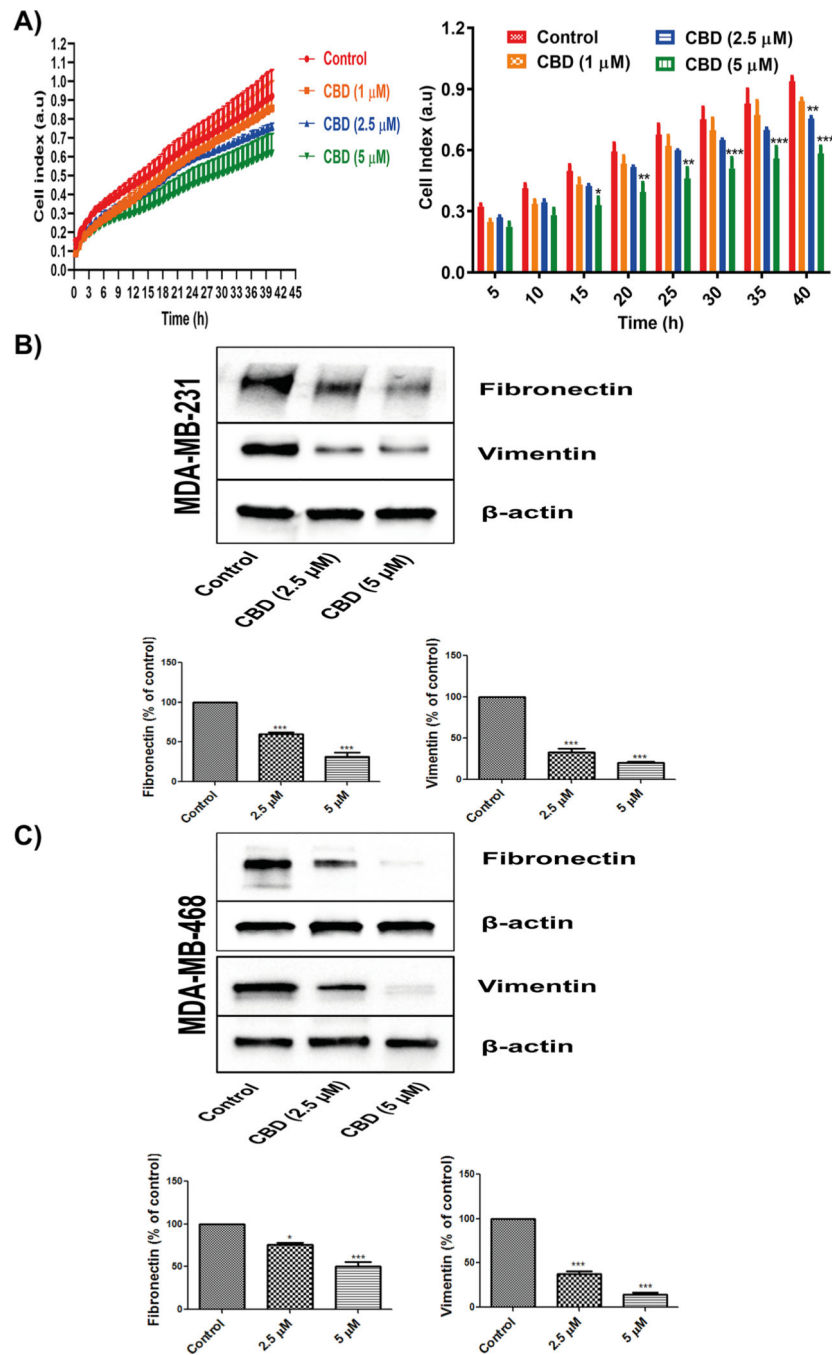 A)
1.2
1.1
1.0
0.9
0.8
0.7
0.6
0.5
0.4
0.3
0.2
0.1
0.0
Cell index (a.u)
0 3 6 9 12 15 18 21 24 27 30 33 36 39 42 45
Time (h)
Control
CBD (1 μM)
CBD (2.5 μM)
CBD (5 μM)
Control
CBD (1 μM)
CBD (2.5 μM)
CBD (5 μM)
1.2
0.9
0.6
0.3
0.0
Cell Index (a.u)
* ** ** *** *** ** ***
5 10 15 20 25 30 35 40
Time (h)
B)
MDA-MB-231
Fibronectin
Vimentin
β-actin
Control
CBD (2.5 μM)
CBD (5 μM)
Fibronectin (% of control)
150
100
50
0
***
***
Control
2.5 μM
5 μM
Vimentin (% of control)
150
100
50
0
***
***
Control
2.5 μM
5 μM
C)
MDA-MB-468
Fibronectin
β-actin
Vimentin
β-actin
Control
CBD (2.5 μM)
CBD (5 μM)
Fibronectin (% of control)
150
100
50
0
*
***
Control
2.5 μM
5 μM
Vimentin (% of control)
150
100
50
0
***
***
Control
2.5 μM
5 μM